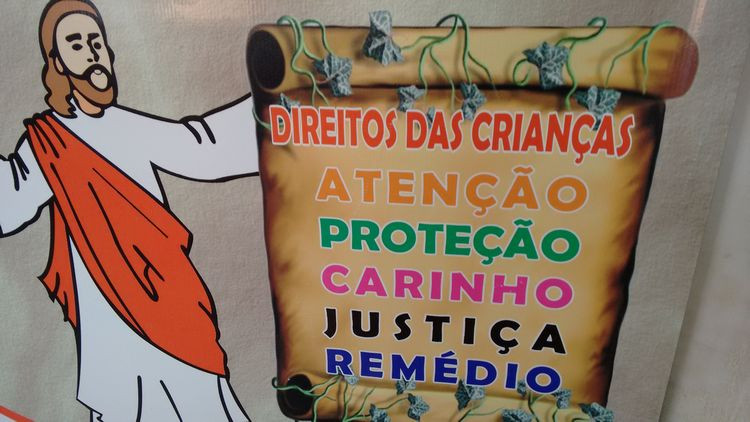 DIREITOS DAS CRIANÇAS
ATENÇÃO
PROTEÇÃO
CARINHO
JUSTIÇA
REMÉDIO